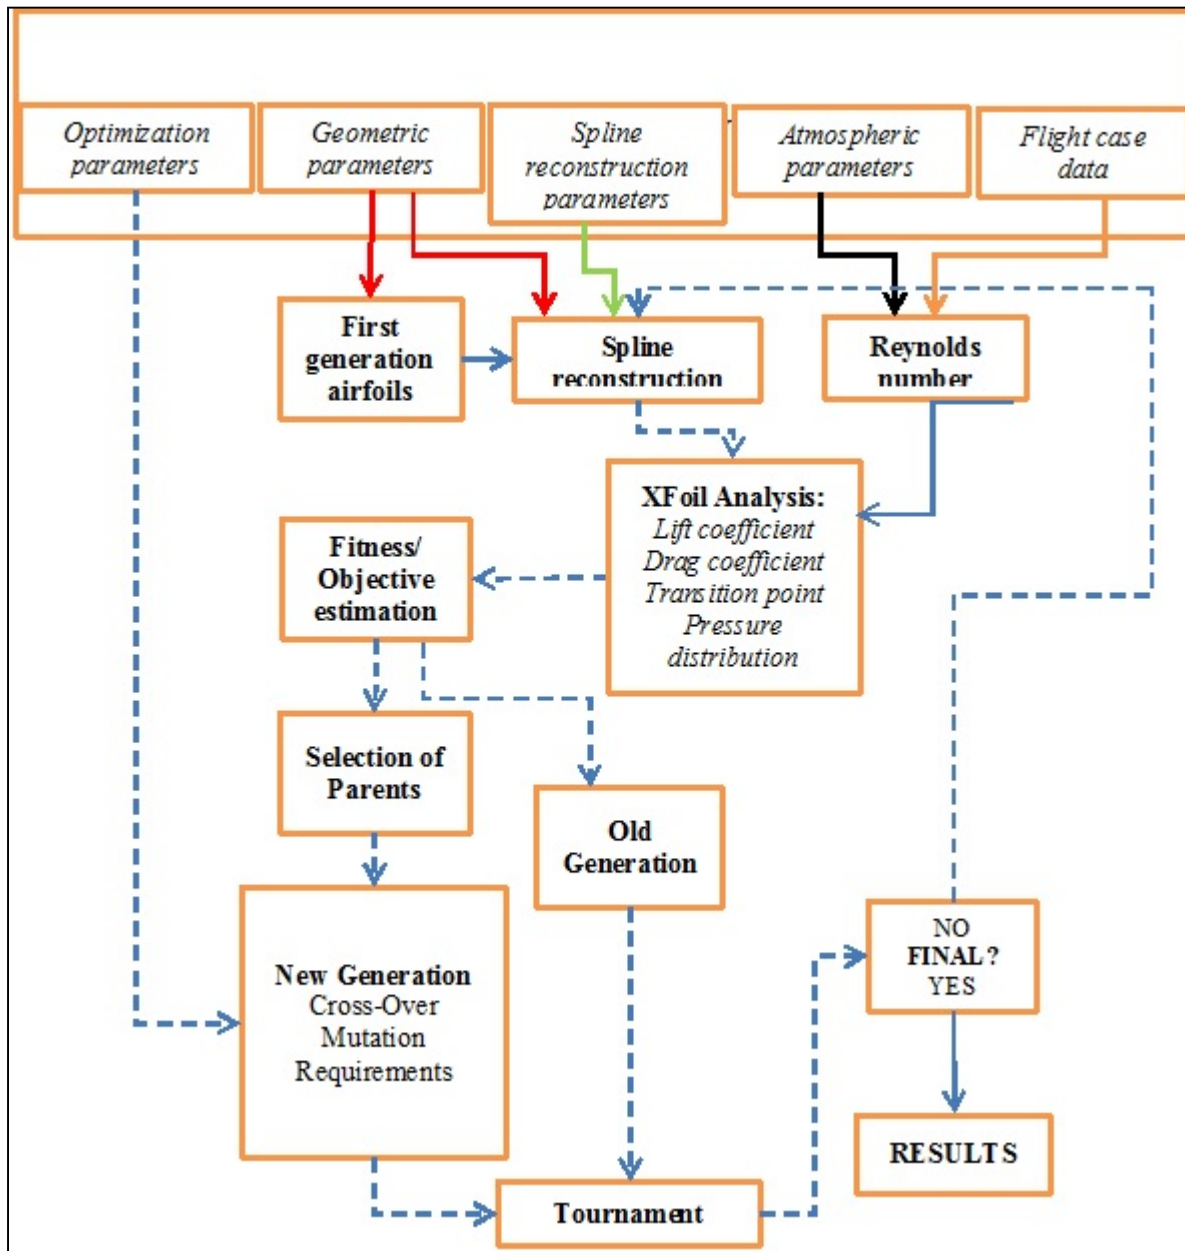 Optimization
parameters
Geometric
parameters
Spline
reconstruction
parameters
Atmospheric
parameters
Flight case
data
First
generation
airfoils
Spline
reconstruction
Reynolds
number
XFoil Analysis:
Lift coefficient
Drag coefficient
Transition point
Pressure
distribution
Fitness/
Objective
estimation
Selection of
Parents
Old
Generation
New Generation
Cross-Over
Mutation
Requirements
NO
FINAL?
YES
RESULTS
Tournament